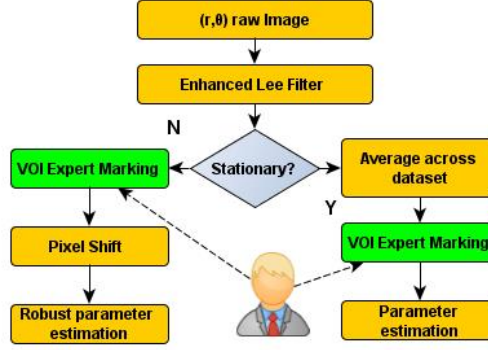 (r,θ) raw Image
Enhanced Lee Filter
N
Stationary?
VOI Expert Marking
Average across
dataset
Y
Pixel Shift
VOI Expert Marking
Robust parameter
estimation
Parameter
estimation